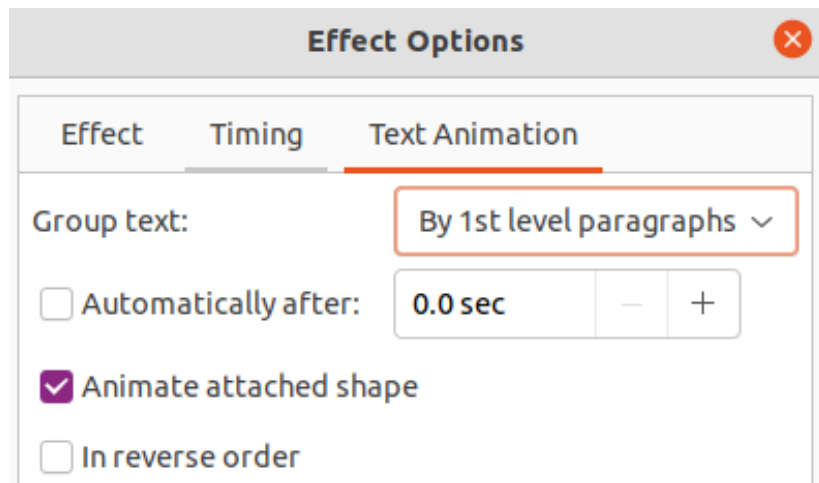 Effect Options
Effect Timing Text Animation
Group text: By 1st level paragraphs
Automatically after: 0.0 sec
Animate attached shape
In reverse order